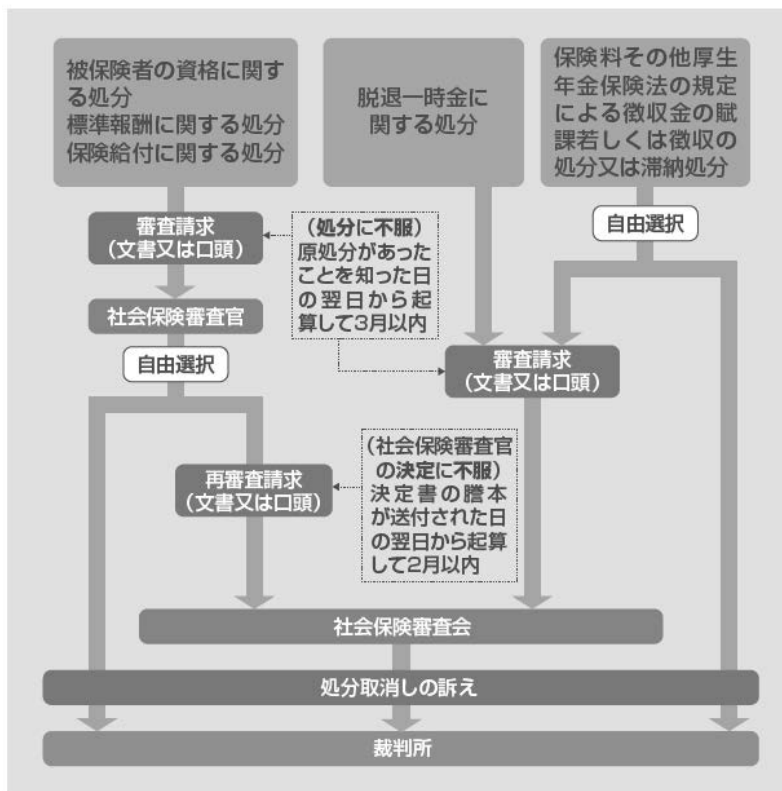 被保険者の資格に関す
る処分
標準報酬に関する処分
保険給付に関する処分
脱退一時金に
関する処分
保険料その他厚生
年金保険法の規定
による徴収金の賦
課若しくは徴収の
処分又は滞納処分
審査請求
(文書又は口頭)
(処分に不服)
原処分があった
ことを知った日
の翌日から起
算して3月以内
自由選択
社会保険審査官
自由選択
審査請求
(文書又は口頭)
再審査請求
(文書又は口頭)
(社会保険審査官
の決定に不服)
決定書の謄本
が送付された日
の翌日から起算
して2月以内
社会保険審査会
処分取消しの訴え
裁判所